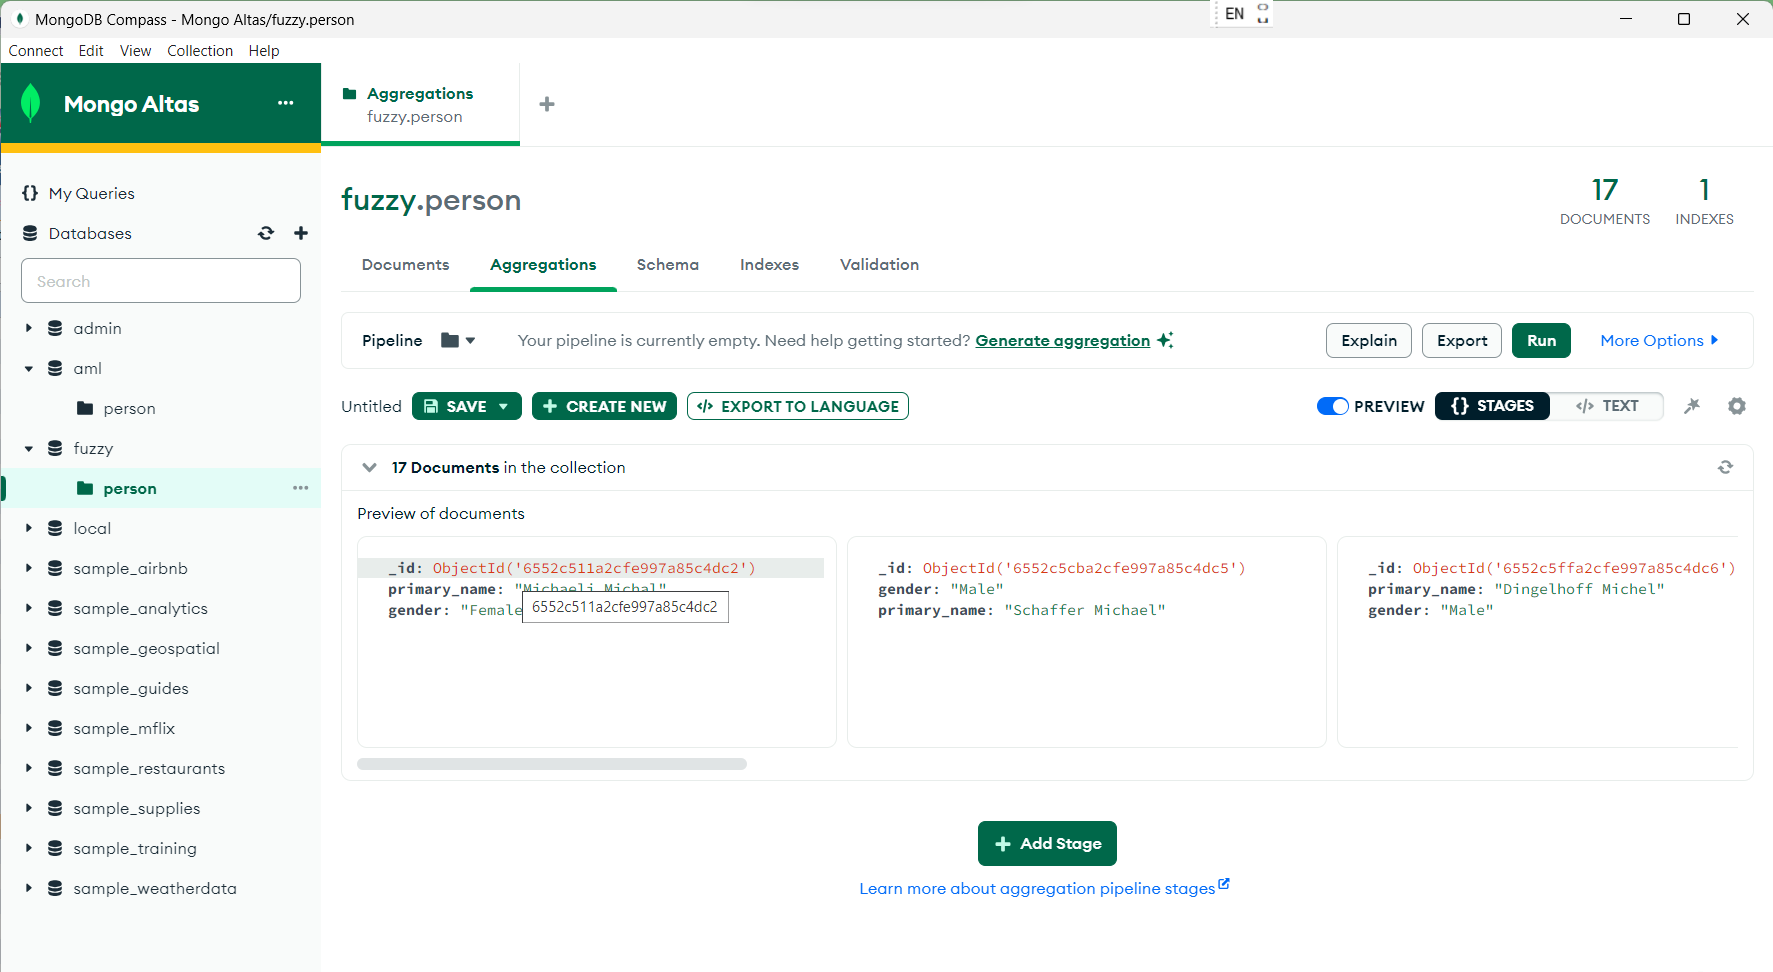 MongoDB Compass - Mongo Altas/fuzzy.person
EN
Connect Edit View Collection Help
Mongo Altas
Aggregations
fuzzy.person
My Queries
Databases
Search
admin
aml
person
fuzzy
person
local
sample_airbnb
sample_analytics
sample_geospatial
sample_guides
sample_mflix
sample_restaurants
sample_supplies
sample_training
sample_weatherdata
fuzzy.person
17
DOCUMENTS
1
INDEXES
Documents Aggregations Schema Indexes Validation
Pipeline Your pipeline is currently empty. Need help getting started? Generate aggregation Explain Export Run More Options
Untitled SAVE CREATE NEW </> EXPORT TO LANGUAGE PREVIEW {} STAGES </> TEXT
17 Documents in the collection
Preview of documents
_id: ObjectId('6552c511a2cfe997a85c4dc2')
primary_name: "Michaeli Michal"
gender: "Female
6552c511a2cfe997a85c4dc2
_id: ObjectId('6552c5cba2cfe997a85c4dc5')
gender: "Male"
primary_name: "Schaffer Michael"
_id: ObjectId('6552c5ffa2cfe997a85c4dc6')
primary_name: "Dingelhoff Michel"
gender: "Male"
Add Stage
Learn more about aggregation pipeline stages